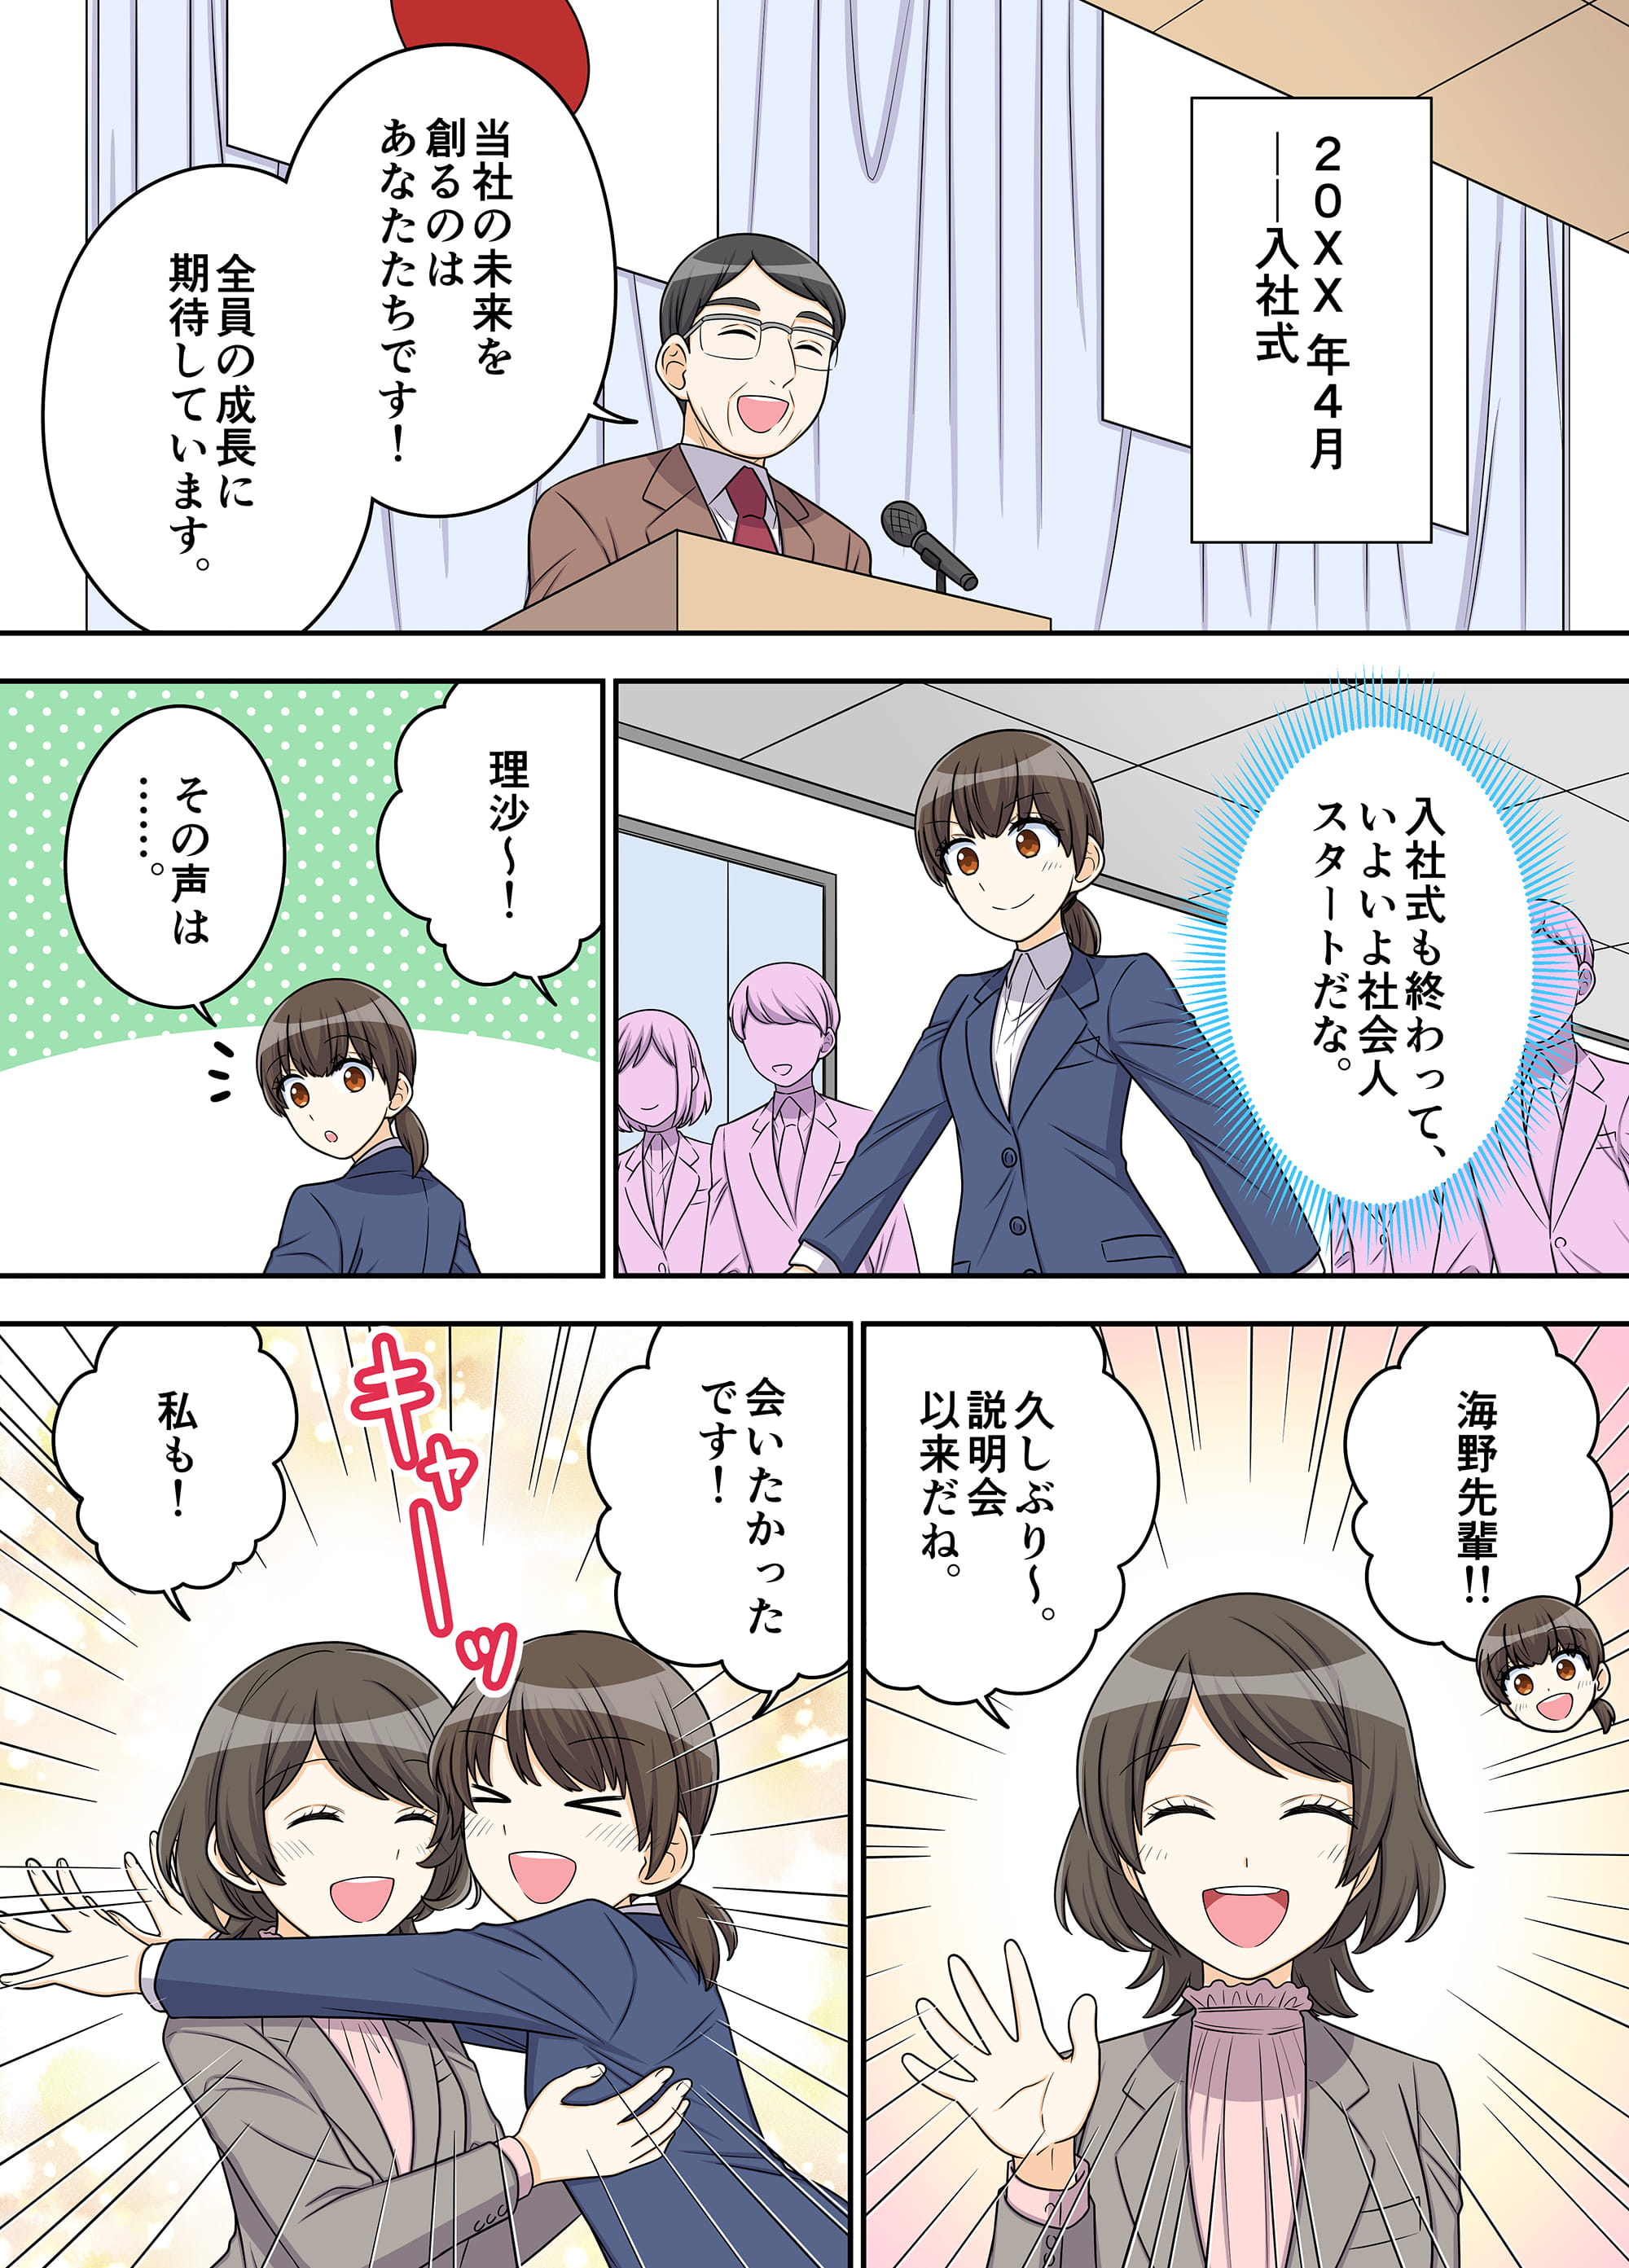 20XX年4月
――入社式
当社の未来を
創るのは
あなたたちです！
全員の成長に
期待しています。
入社式も終わって、
いよいよ社会人
スタートだな。
理沙～！
その声は
……。
海野先輩!!
久しぶり～。
説明会
以来だね。
会いたかった
です！
キャーーッ
私も！